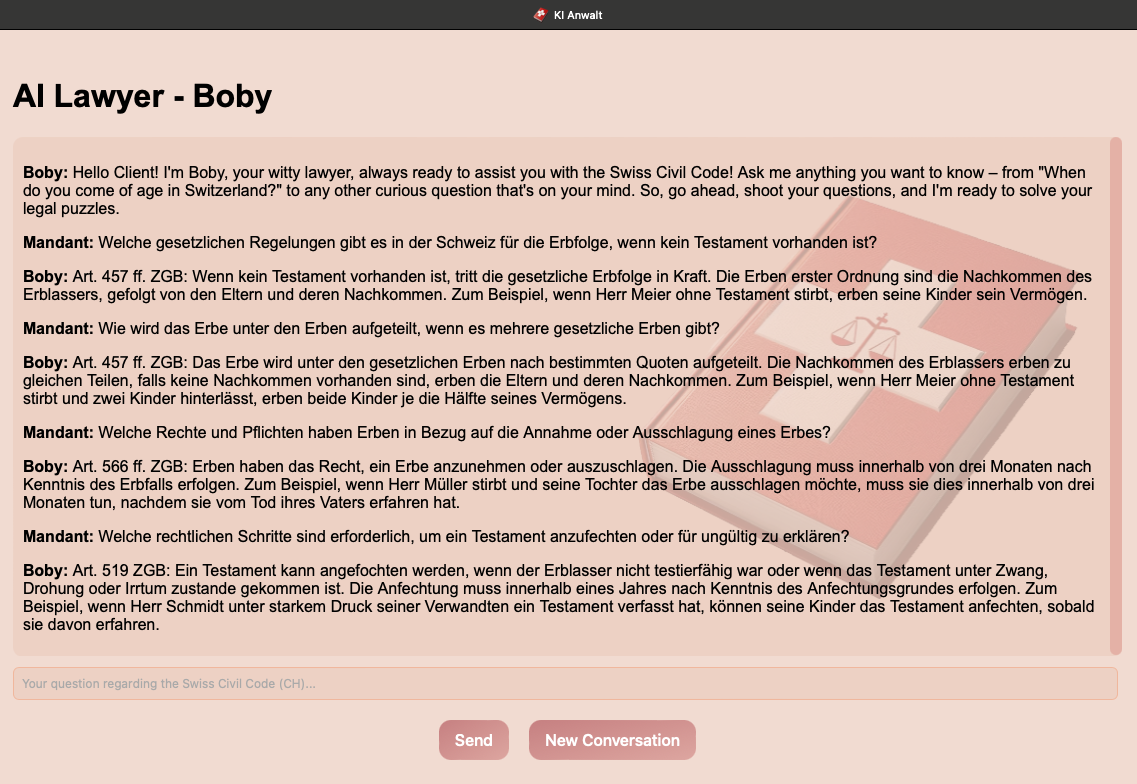 KI Anwalt
AI Lawyer - Boby
Boby: Hello Client! I'm Boby, your witty lawyer, always ready to assist you with the Swiss Civil Code! Ask me anything you want to know – from "When
do you come of age in Switzerland?" to any other curious question that's on your mind. So, go ahead, shoot your questions, and I'm ready to solve your
legal puzzles.
Mandant: Welche gesetzlichen Regelungen gibt es in der Schweiz für die Erbfolge, wenn kein Testament vorhanden ist?
Boby: Art. 457 ff. ZGB: Wenn kein Testament vorhanden ist, tritt die gesetzliche Erbfolge in Kraft. Die Erben erster Ordnung sind die Nachkommen des
Erblassers, gefolgt von den Eltern und deren Nachkommen. Zum Beispiel, wenn Herr Meier ohne Testament stirbt, erben seine Kinder sein Vermögen.
Mandant: Wie wird das Erbe unter den Erben aufgeteilt, wenn es mehrere gesetzliche Erben gibt?
Boby: Art. 457 ff. ZGB: Das Erbe wird unter den gesetzlichen Erben nach bestimmten Quoten aufgeteilt. Die Nachkommen des Erblassers erben zu
gleichen Teilen, falls keine Nachkommen vorhanden sind, erben die Eltern und deren Nachkommen. Zum Beispiel, wenn Herr Meier ohne Testament
stirbt und zwei Kinder hinterlässt, erben beide Kinder je die Hälfte seines Vermögens.
Mandant: Welche Rechte und Pflichten haben Erben in Bezug auf die Annahme oder Ausschlagung eines Erbes?
Boby: Art. 566 ff. ZGB: Erben haben das Recht, ein Erbe anzunehmen oder auszuschlagen. Die Ausschlagung muss innerhalb von drei Monaten nach
Kenntnis des Erbfalls erfolgen. Zum Beispiel, wenn Herr Müller stirbt und seine Tochter das Erbe ausschlagen möchte, muss sie dies innerhalb von drei
Monaten tun, nachdem sie vom Tod ihres Vaters erfahren hat.
Mandant: Welche rechtlichen Schritte sind erforderlich, um ein Testament anzufechten oder für ungültig zu erklären?
Boby: Art. 519 ZGB: Ein Testament kann angefochten werden, wenn der Erblasser nicht testierfähig war oder wenn das Testament unter Zwang,
Drohung oder Irrtum zustande gekommen ist. Die Anfechtung muss innerhalb eines Jahres nach Kenntnis des Anfechtungsgrundes erfolgen. Zum
Beispiel, wenn Herr Schmidt unter starkem Druck seiner Verwandten ein Testament verfasst hat, können seine Kinder das Testament anfechten, sobald
sie davon erfahren.
Your question regarding the Swiss Civil Code (CH)...
Send
New Conversation